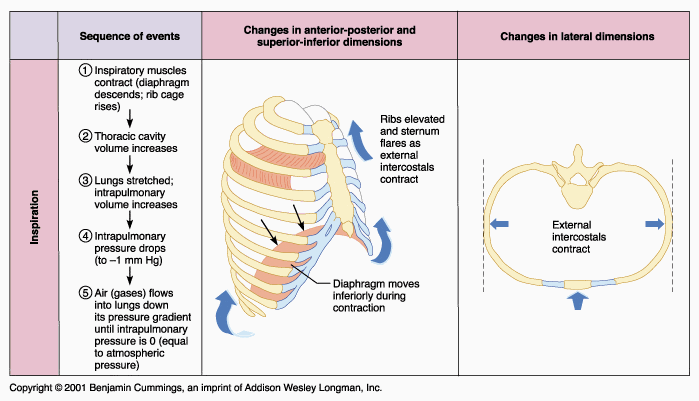 Sequence of events
Changes in anterior-posterior and
superior-inferior dimensions
Changes in lateral dimensions
Inspiration
① Inspiratory muscles
contract (diaphragm
descends; rib cage
rises)
② Thoracic cavity
volume increases
③ Lungs stretched;
intrapulmonary
volume increases
④ Intrapulmonary
pressure drops
(to –1 mm Hg)
⑤ Air (gases) flows
into lungs down
its pressure gradient
until intrapulmonary
pressure is 0 (equal
to atmospheric
pressure)
Ribs elevated
and sternum
flares as
external
intercostals
contract
Diaphragm moves
inferiorly during
contraction
External
intercostals
contract
Copyright © 2001 Benjamin Cummings, an imprint of Addison Wesley Longman, Inc.